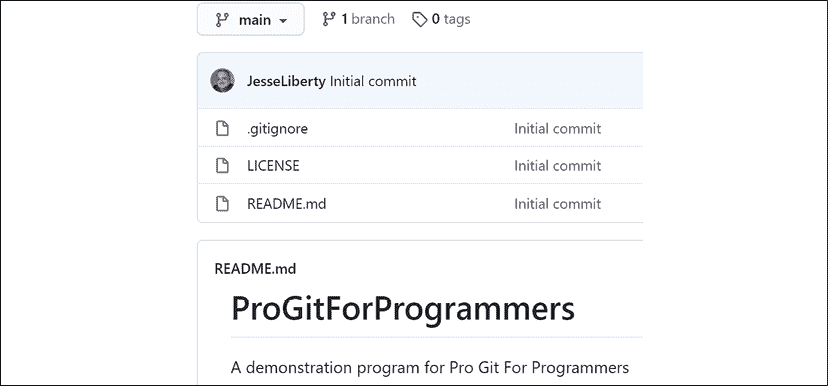 main 1 branch 0 tags
JesseLiberty Initial commit
.gitignore Initial commit
LICENSE Initial commit
README.md Initial commit
README.md
ProGitForProgrammers
A demonstration program for Pro Git For Programmers